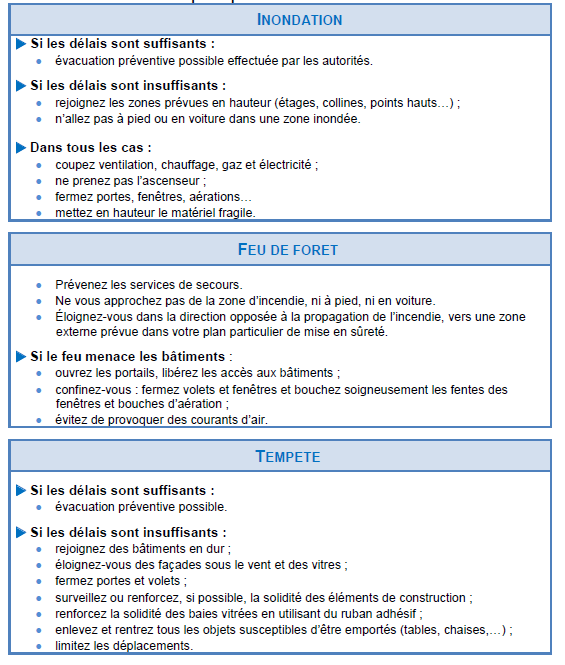 INONDATION
Si les délais sont suffisants :
• évacuation préventive possible effectuée par les autorités.
Si les délais sont insuffisants :
• rejoignez les zones prévues en hauteur (étages, collines, points hauts…) ;
• n'allez pas à pied ou en voiture dans une zone inondée.
Dans tous les cas :
• coupez ventilation, chauffage, gaz et électricité ;
• ne prenez pas l'ascenseur ;
• fermez portes, fenêtres, aérations…
• mettez en hauteur le matériel fragile.
FEU DE FORET
• Prévenez les services de secours.
• Ne vous approchez pas de la zone d'incendie, ni à pied, ni en voiture.
• Éloignez-vous dans la direction opposée à la propagation de l'incendie, vers une zone
externe prévue dans votre plan particulier de mise en sûreté.
Si le feu menace les bâtiments :
• ouvrez les portails, libérez les accès aux bâtiments ;
• confinez-vous : fermez volets et fenêtres et bouchez soigneusement les fentes des
fenêtres et bouches d'aération ;
• évitez de provoquer des courants d'air.
TEMPETE
Si les délais sont suffisants :
• évacuation préventive possible.
Si les délais sont insuffisants :
• rejoignez des bâtiments en dur ;
• éloignez-vous des façades sous le vent et des vitres ;
• fermez portes et volets ;
• surveillez ou renforcez, si possible, la solidité des éléments de construction ;
• renforcez la solidité des baies vitrées en utilisant du ruban adhésif ;
• enlevez et rentrez tous les objets susceptibles d'être emportés (tables, chaises,…) ;
• limitez les déplacements.